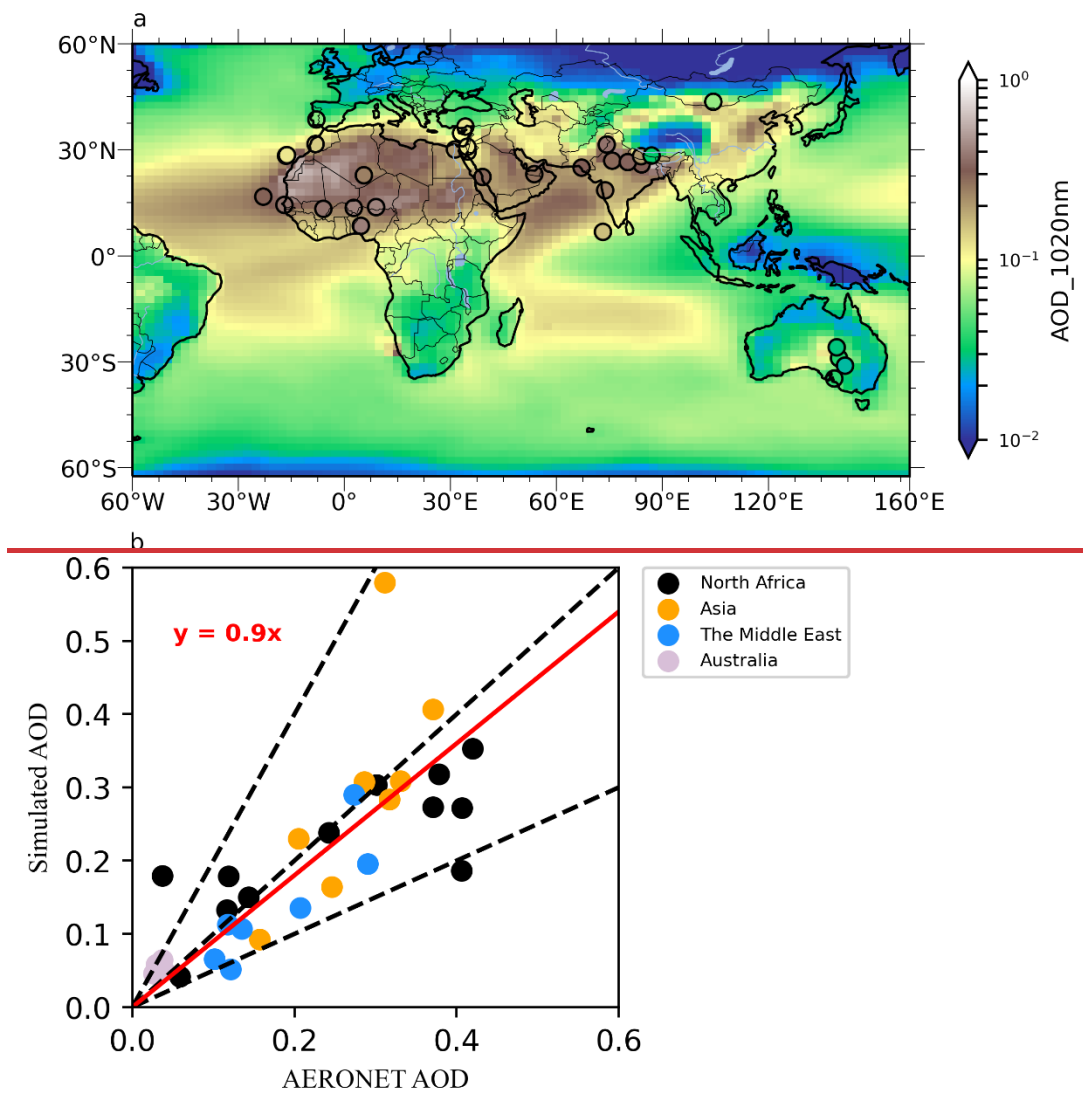 a
60°N
30°N
0°
30°S
60°S
60°W 30°W 0° 30°E 60°E 90°E 120°E 160°E
10⁰
10⁻¹
10⁻²
AOD_1020nm
b
0.6
0.5
0.4
0.3
0.2
0.1
0.0
0.0 0.2 0.4 0.6
Simulated AOD
AERONET AOD
y = 0.9x
North Africa
Asia
The Middle East
Australia